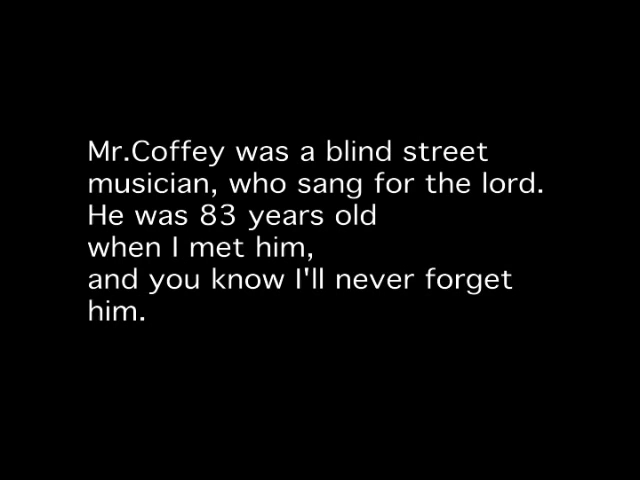 Mr.Coffey was a blind street
musician, who sang for the lord.
He was 83 years old
when I met him,
and you know I'll never forget
him.